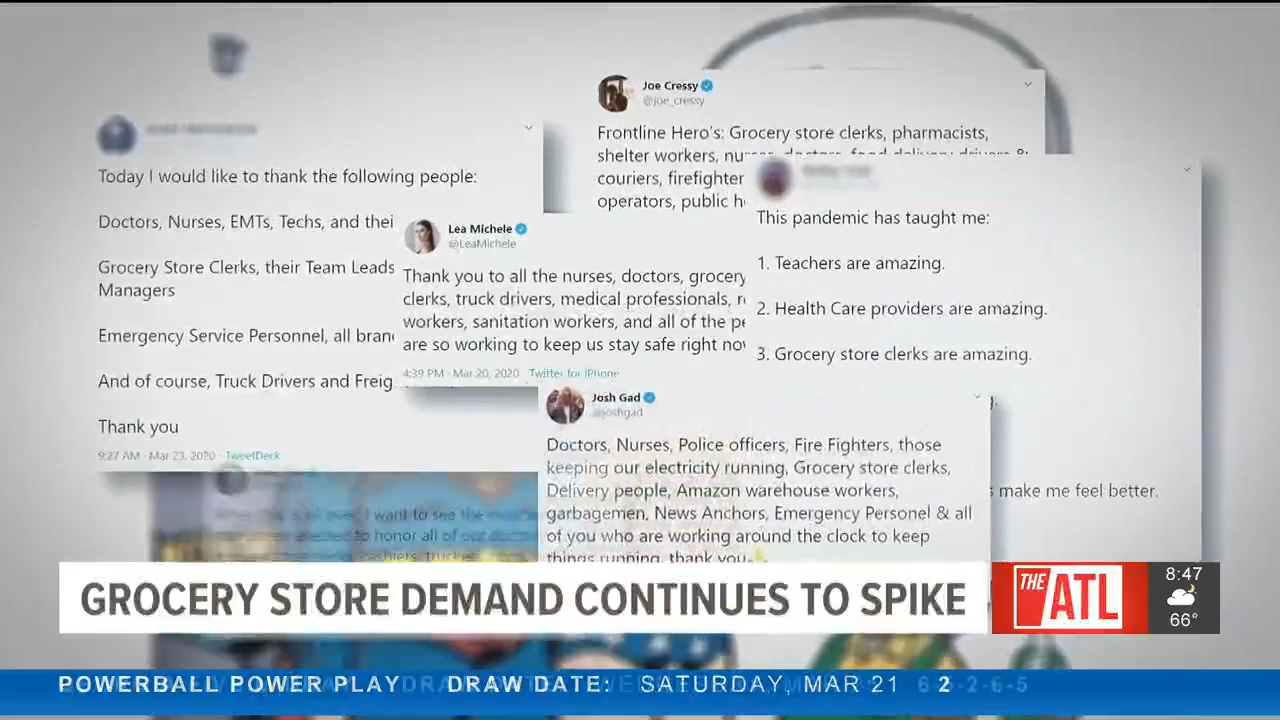 Joe Cressy
@joe_cressy
Frontline Hero's: Grocery store clerks, pharmacists,
shelter workers,
couriers,
operators, public
Today I would like to thank the following people:
Doctors, Nurses, EMTs, Techs, and
Grocery Store Clerks, their Team Leads
Managers
Emergency Service Personnel, all
And of course, Truck Drivers and
Thank you
9:27 AM · Mar 23, 2020 · TweetDeck
Lea Michele
@LeaMichele
Thank you to all the nurses, doctors, grocery
clerks, truck drivers, medical professionals,
workers, sanitation workers, and all of the
are so working to keep us stay safe right
4:39 PM · Mar 20, 2020 · Twitter for iPhone
This pandemic has taught me:
1. Teachers are amazing.
2. Health Care providers are amazing.
3. Grocery store clerks are amazing.
make me feel better.
Josh Gad
@joshgad
Doctors, Nurses, Police officers, Fire Fighters, those
keeping our electricity running, Grocery store clerks,
Delivery people, Amazon warehouse workers,
garbagemen, News Anchors, Emergency Personel & all
of you who are working around the clock to keep
things running, thank you
GROCERY STORE DEMAND CONTINUES TO SPIKE
THE ATL
8:47
66°
POWERBALL POWER PLAY DRAW DATE: SATURDAY, MAR 21 2